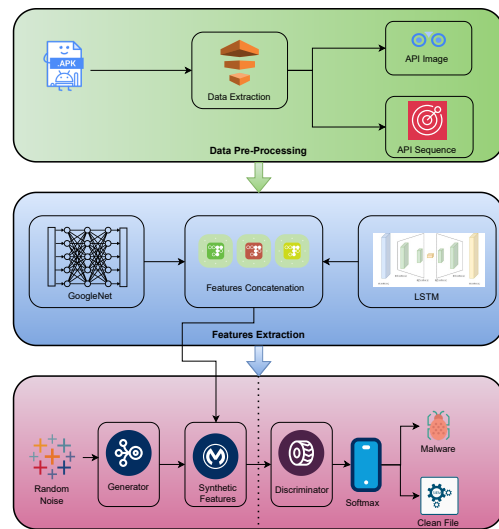 .APK
Data Extraction
API Image
API Sequence
Data Pre-Processing
GoogleNet
Features Concatenation
LSTM
Features Extraction
Random
Noise
Generator
Synthetic
Features
Discriminator
Softmax
Malware
Clean File